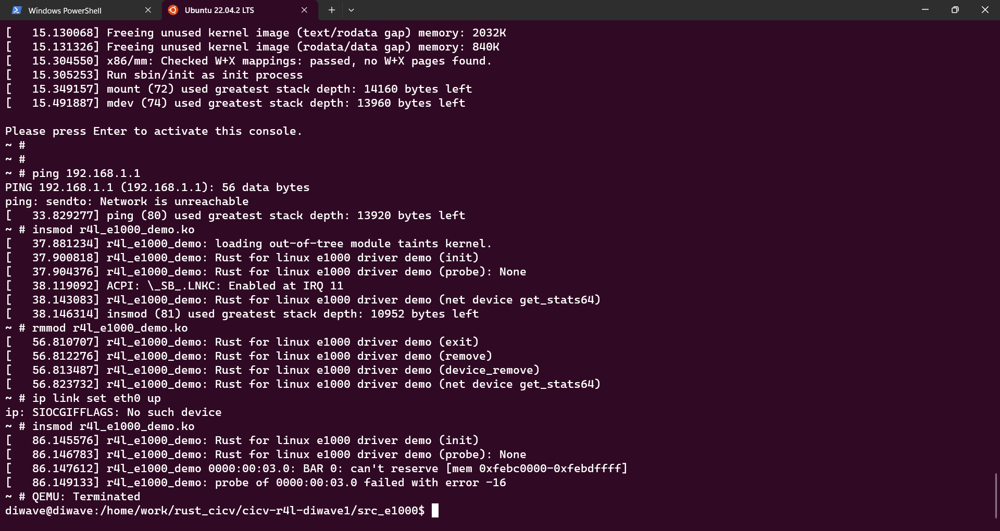 Windows PowerShell
Ubuntu 22.04.2 LTS
[   15.130068] Freeing unused kernel image (text/rodata gap) memory: 2032K
[   15.131326] Freeing unused kernel image (rodata/data gap) memory: 840K
[   15.304550] x86/mm: Checked W+X mappings: passed, no W+X pages found.
[   15.305253] Run sbin/init as init process
[   15.349157] mount (72) used greatest stack depth: 14160 bytes left
[   15.491887] mdev (74) used greatest stack depth: 13960 bytes left
Please press Enter to activate this console.
~ #
~ #
~ # ping 192.168.1.1
PING 192.168.1.1 (192.168.1.1): 56 data bytes
ping: sendto: Network is unreachable
[   33.829277] ping (80) used greatest stack depth: 13920 bytes left
~ # insmod r4l_e1000_demo.ko
[   37.881234] r4l_e1000_demo: loading out-of-tree module taints kernel.
[   37.900818] r4l_e1000_demo: Rust for linux e1000 driver demo (init)
[   37.904376] r4l_e1000_demo: Rust for linux e1000 driver demo (probe): None
[   38.119092] ACPI: \_SB_.LNKC: Enabled at IRQ 11
[   38.143083] r4l_e1000_demo: Rust for linux e1000 driver demo (net device get_stats64)
[   38.146314] insmod (81) used greatest stack depth: 10952 bytes left
~ # rmmod r4l_e1000_demo.ko
[   56.810707] r4l_e1000_demo: Rust for linux e1000 driver demo (exit)
[   56.812276] r4l_e1000_demo: Rust for linux e1000 driver demo (remove)
[   56.813487] r4l_e1000_demo: Rust for linux e1000 driver demo (device_remove)
[   56.823732] r4l_e1000_demo: Rust for linux e1000 driver demo (net device get_stats64)
~ # ip link set eth0 up
ip: SIOCGIFFLAGS: No such device
~ # insmod r4l_e1000_demo.ko
[   86.145576] r4l_e1000_demo: Rust for linux e1000 driver demo (init)
[   86.146783] r4l_e1000_demo: Rust for linux e1000 driver demo (probe): None
[   86.147612] r4l_e1000_demo 0000:00:03.0: BAR 0: can't reserve [mem 0xfebc0000-0xfebdffff]
[   86.149133] r4l_e1000_demo: probe of 0000:00:03.0 failed with error -16
~ # QEMU: Terminated
diwave@diwave:/home/work/rust_cicv/cicv-r4l-diwave1/src_e1000$